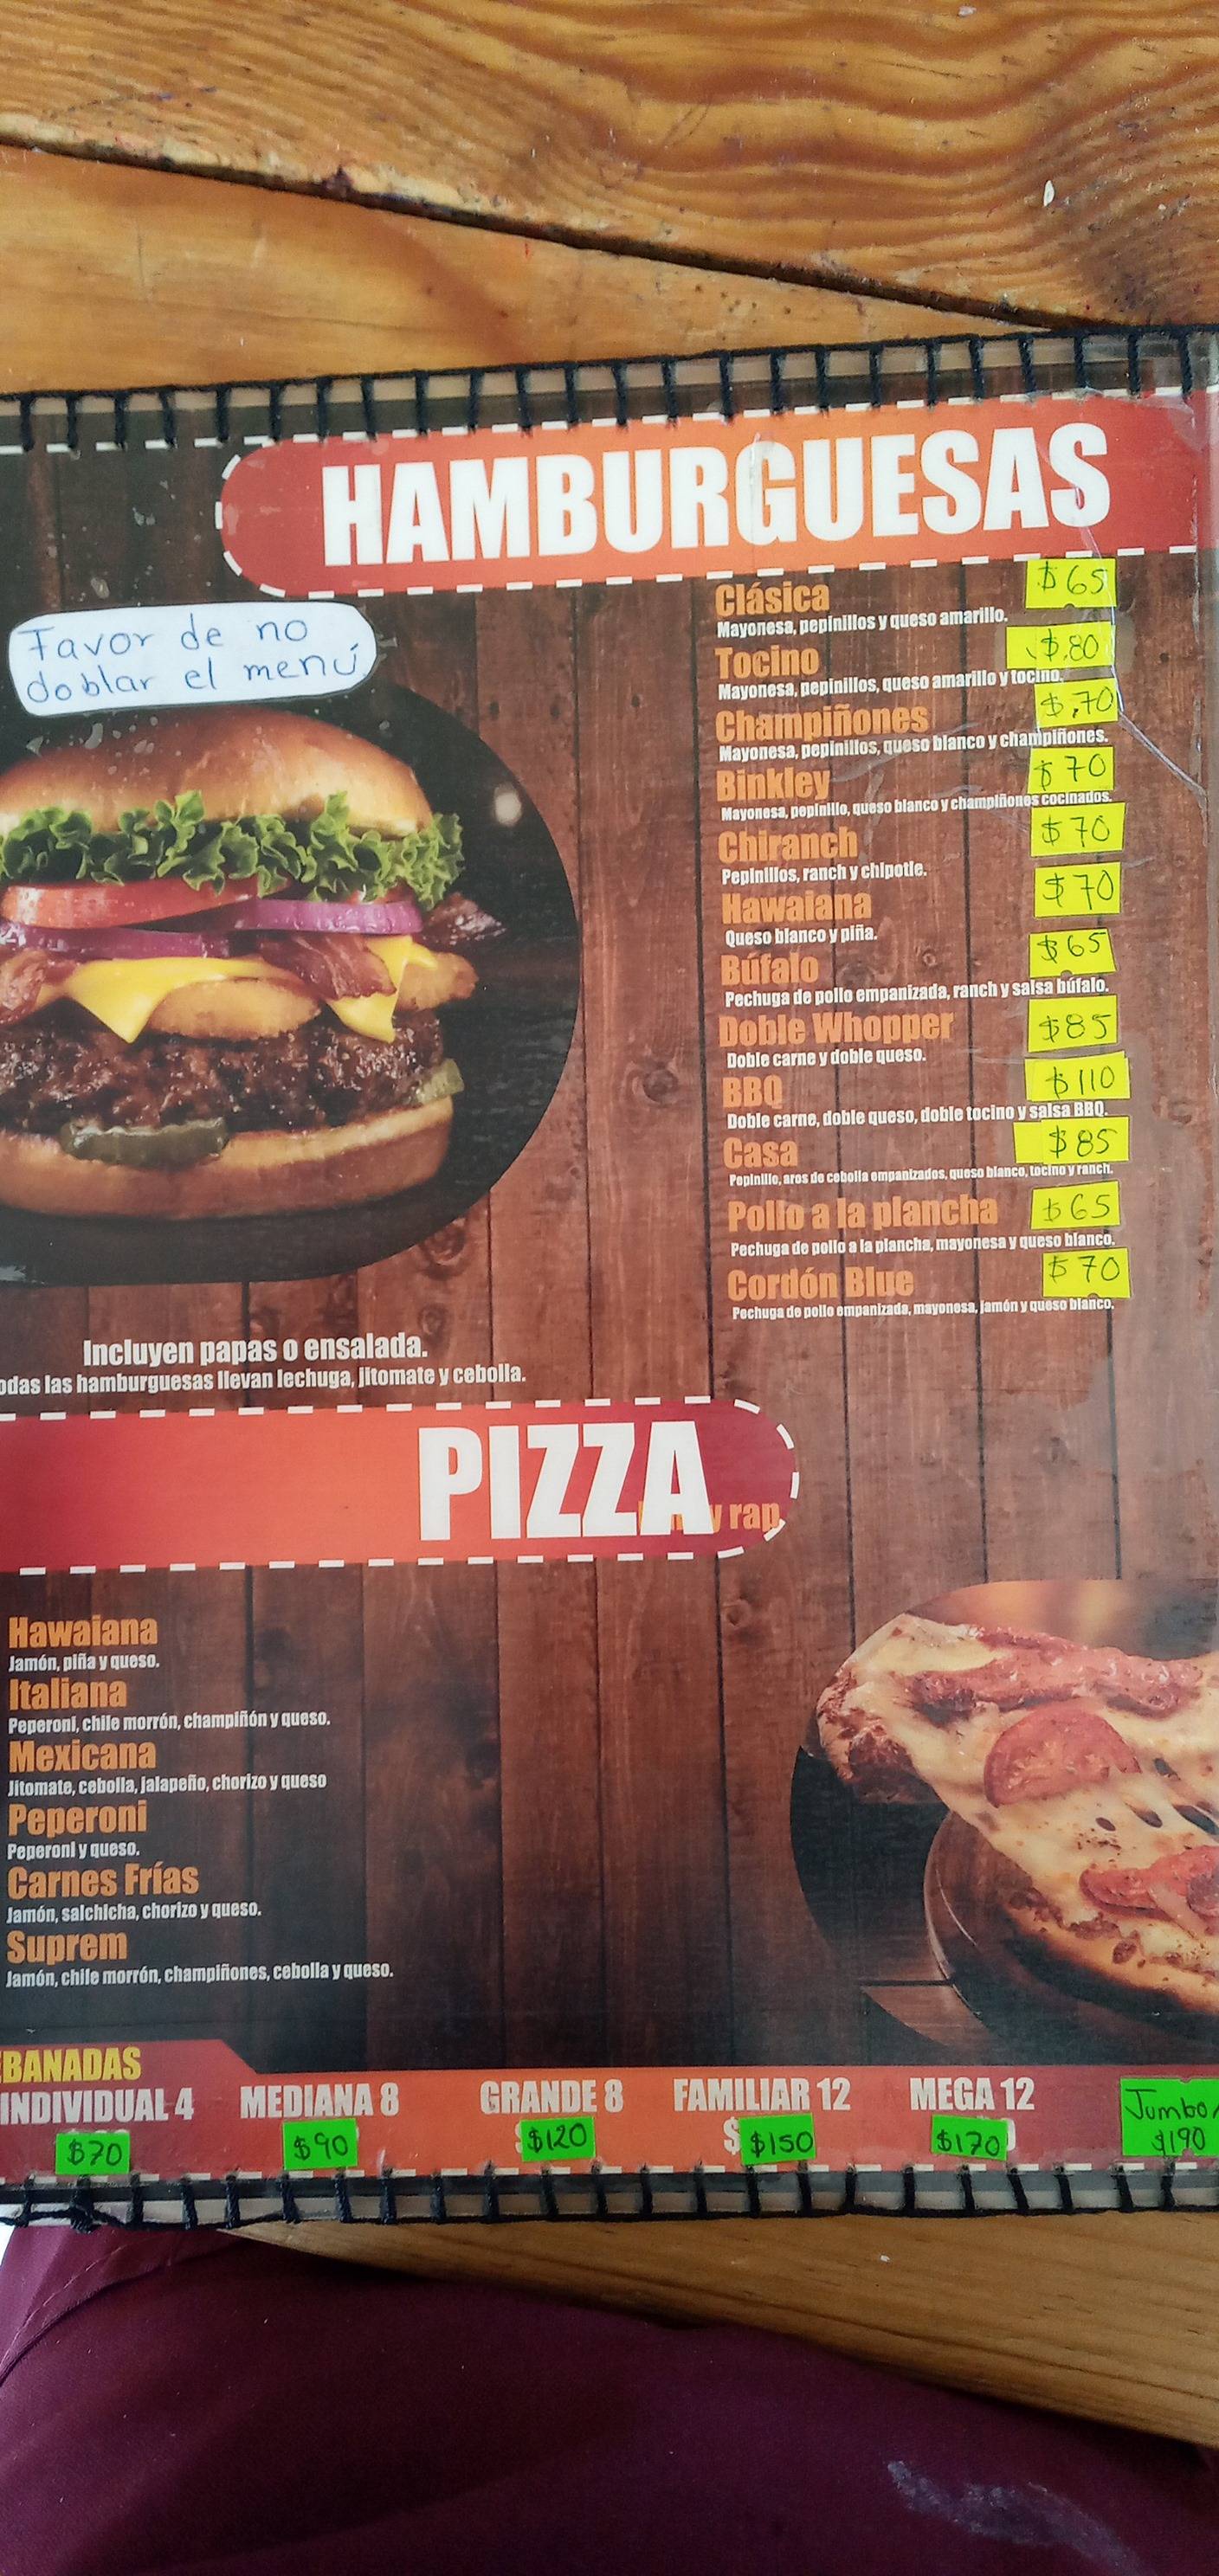 HAMBURGUESAS
Favor de no
doblar el menú
Clásica $65
Mayonesa, pepinillos y queso amarillo.
Tocino $80
Mayonesa, pepinillos, queso amarillo y tocino.
Champiñones $70
Mayonesa, pepinillos, queso blanco y champiñones.
Binkley $70
Mayonesa, pepinillo, queso blanco y champiñones cocinados.
Chiranch $70
Pepinillos, ranch y chipotle.
Hawaiana $70
Queso blanco y piña.
Búfalo $65
Pechuga de pollo empanizada, ranch y salsa búfalo.
Doble Whopper $85
Doble carne y doble queso.
BBQ $110
Doble carne, doble queso, doble tocino y salsa BBQ.
Casa $85
Pepinillo, aros de cebolla empanizados, queso blanco, tocino y ranch.
Pollo a la plancha $65
Pechuga de pollo a la plancha, mayonesa y queso blanco.
Cordón Blue $70
Pechuga de pollo empanizada, mayonesa, jamón y queso blanco.
Incluyen papas o ensalada.
odas las hamburguesas llevan lechuga, jitomate y cebolla.
PIZZA
y rap
Hawaiana
Jamón, piña y queso.
Italiana
Peperoni, chile morrón, champiñón y queso.
Mexicana
Jitomate, cebolla, jalapeño, chorizo y queso
Peperoni
Peperoni y queso.
Carnes Frías
Jamón, salchicha, chorizo y queso.
Suprem
Jamón, chile morrón, champiñones, cebolla y queso.
EBANADAS
INDIVIDUAL 4 MEDIANA 8 GRANDE 8 FAMILIAR 12 MEGA 12 Jumbo
$70 $90 $120 $150 $170 $190